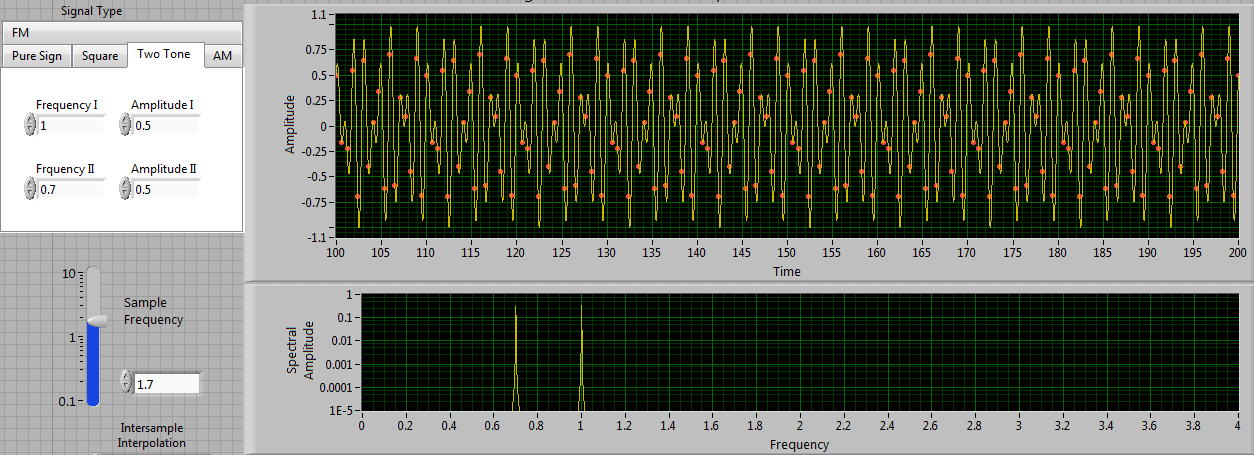 Signal Type
FM
Pure Sign Square Two Tone AM
Frequency I Amplitude I
1 0.5
Frquency II Amplitude II
0.7 0.5
10
1
0.1
Sample
Frequency
1.7
Intersample
Interpolation
1.1
0.75
0.5
0.25
0
-0.25
-0.5
-0.75
-1.1
Amplitude
100 105 110 115 120 125 130 135 140 145 150 155 160 165 170 175 180 185 190 195 200
Time
1
0.1
0.01
0.001
0.0001
1E-5
Spectral
Amplitude
0 0.2 0.4 0.6 0.8 1 1.2 1.4 1.6 1.8 2 2.2 2.4 2.6 2.8 3 3.2 3.4 3.6 3.8 4
Frequency